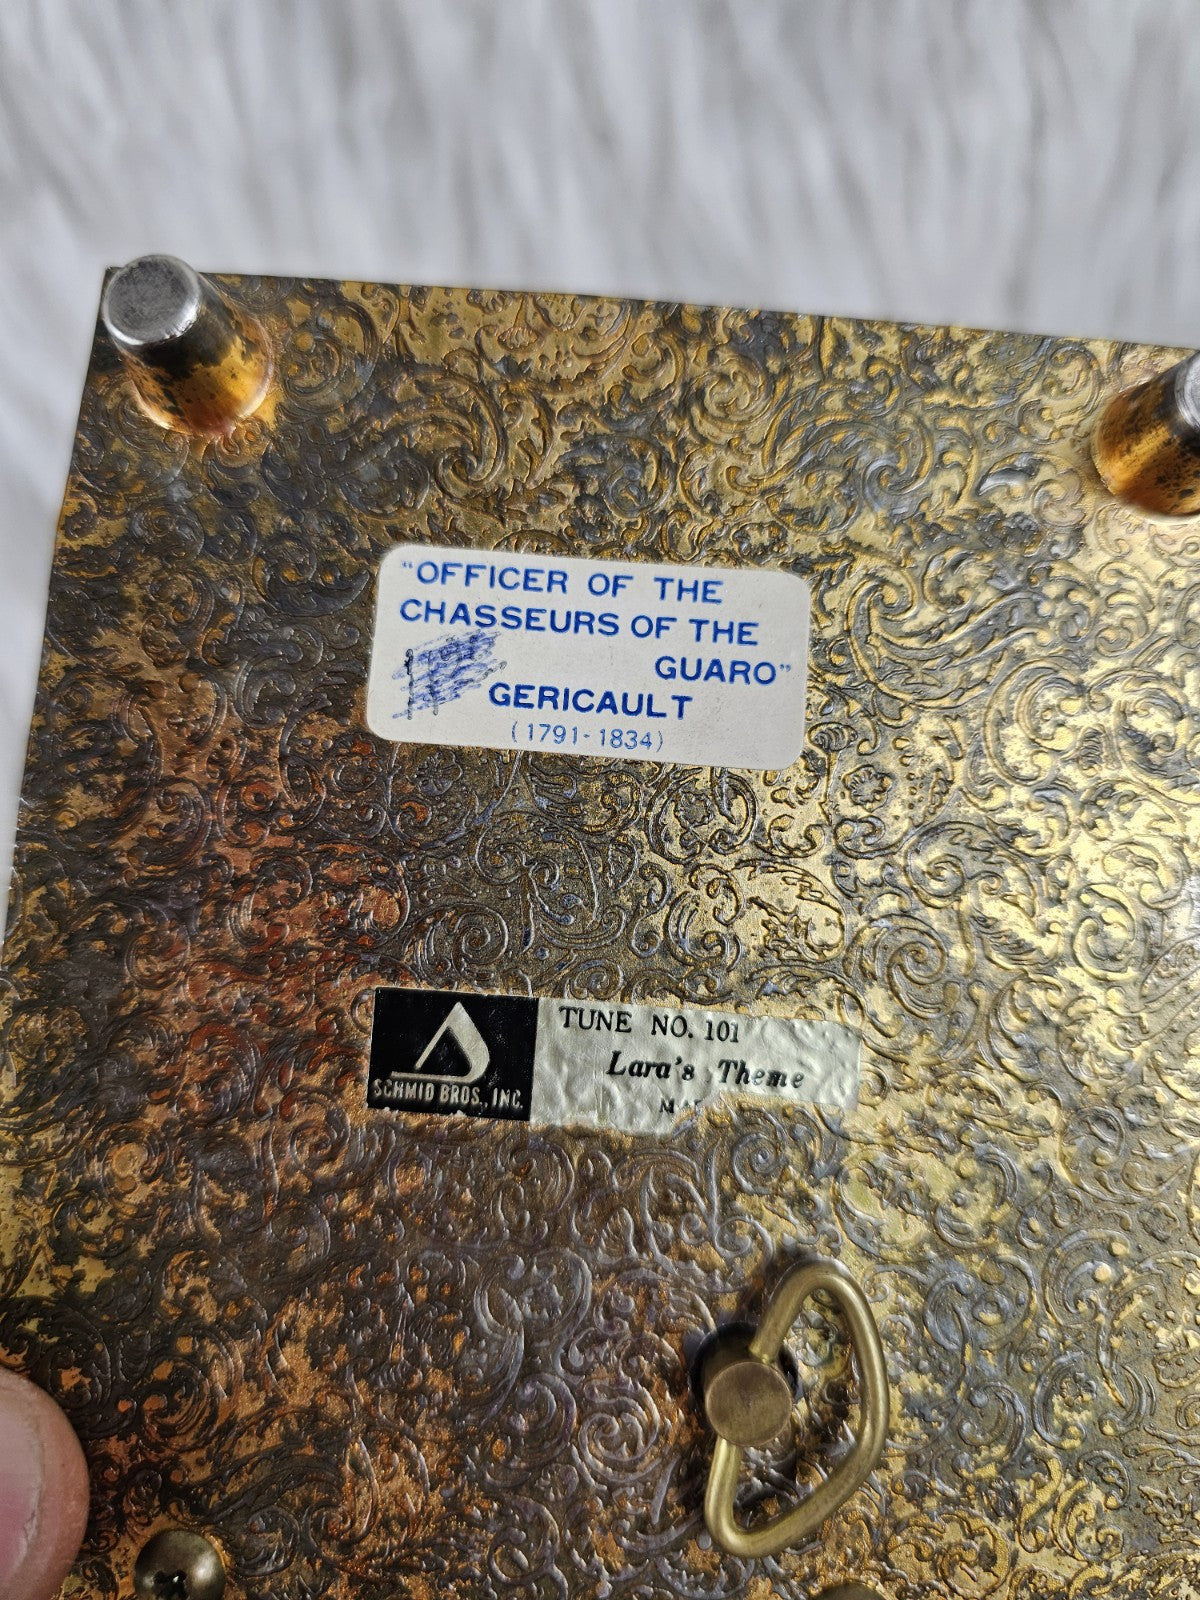 "OFFICER OF THE
CHASSEURS OF THE
GUARO"
GERICAULT
(1791-1834)
SCHMID BROS., INC.
TUNE NO. 101
Lara's Theme